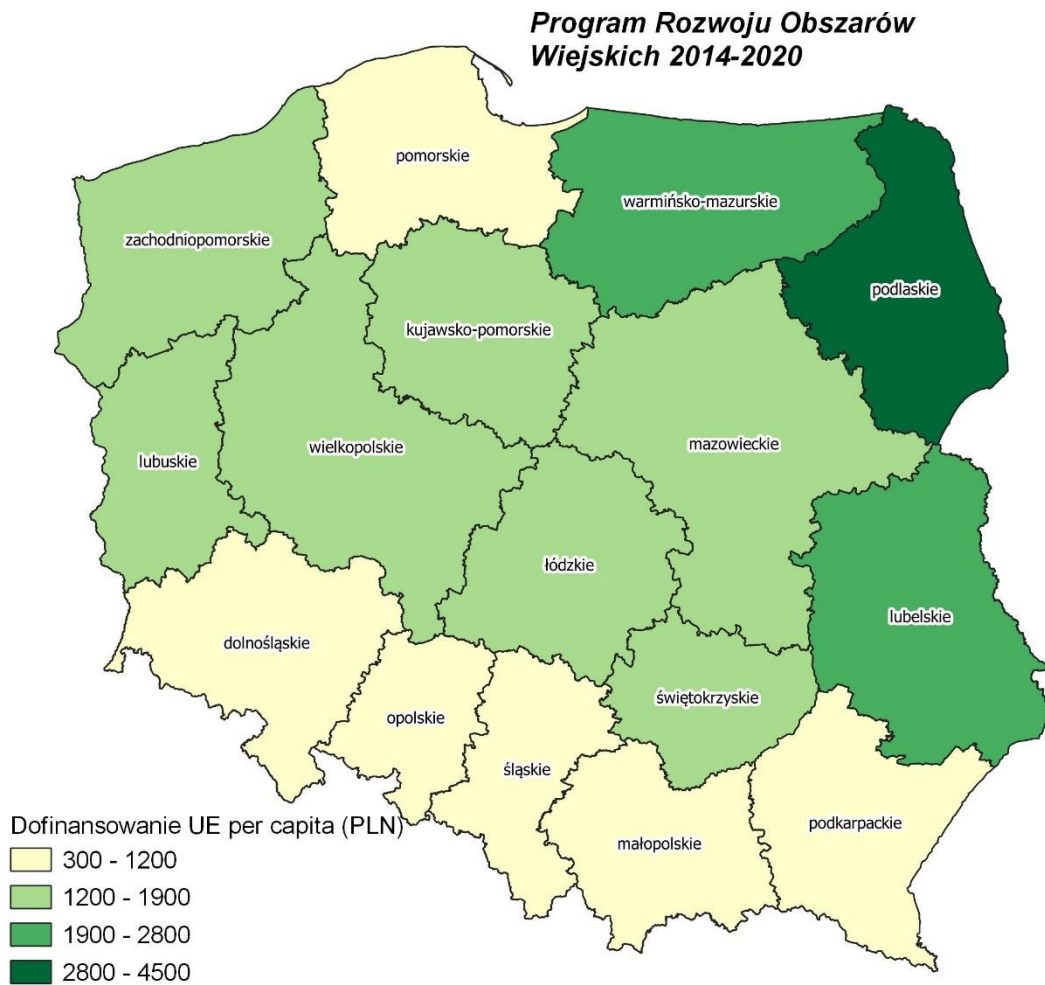 Program Rozwoju Obszarów
Wiejskich 2014-2020
pomorskie
warmińsko-mazurskie
zachodniopomorskie
podlaskie
kujawsko-pomorskie
mazowieckie
wielkopolskie
lubuskie
łódzkie
lubelskie
dolnośląskie
świętokrzyskie
opolskie
śląskie
podkarpackie
małopolskie
Dofinansowanie UE per capita (PLN)
300 - 1200
1200 - 1900
1900 - 2800
2800 - 4500